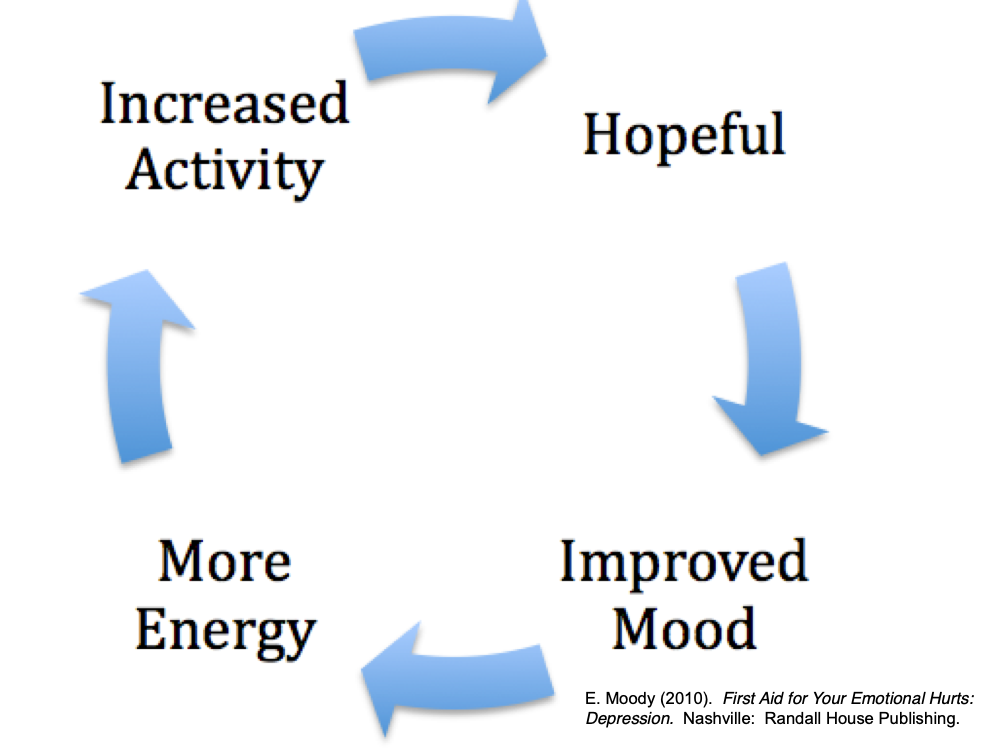 Increased
Activity
Hopeful
More
Energy
Improved
Mood
E. Moody (2010).  First Aid for Your Emotional Hurts:
Depression.  Nashville:  Randall House Publishing.